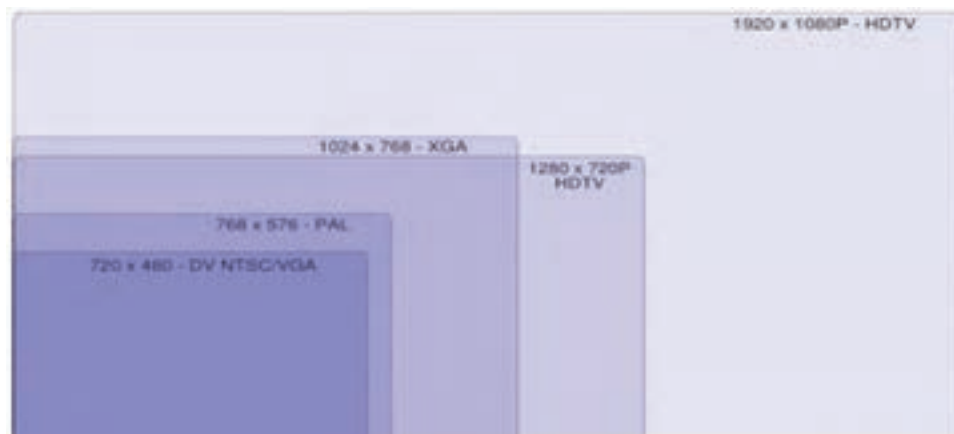 1920 x 1080P - HDTV
1024 x 768 - XGA
1280 x 720P
HDTV
768 x 576 - PAL
720 x 480 - DV NTSC/VGA